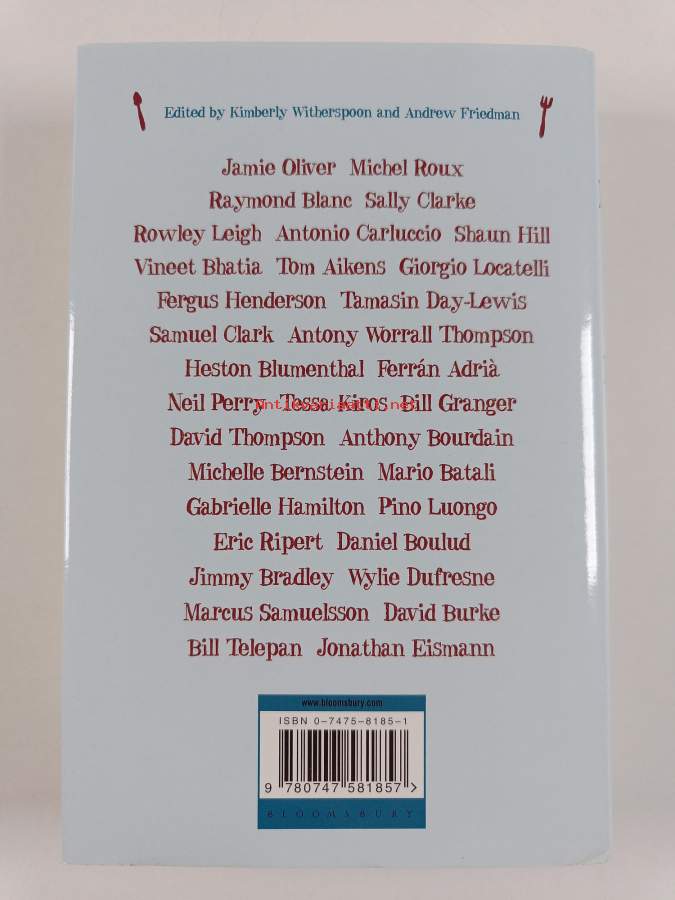 Edited by Kimberly Witherspoon and Andrew Friedman
Jamie Oliver Michel Roux
Raymond Blanc Sally Clarke
Rowley Leigh Antonio Carluccio Shaun Hill
Vineet Bhatia Tom Aikens Giorgio Locatelli
Fergus Henderson Tamasin Day-Lewis
Samuel Clark Antony Worrall Thompson
Heston Blumenthal Ferrán Adrià
Neil Perry Tessa Kiros Bill Granger
David Thompson Anthony Bourdain
Michelle Bernstein Mario Batali
Gabrielle Hamilton Pino Luongo
Eric Ripert Daniel Boulud
Jimmy Bradley Wylie Dufresne
Marcus Samuelsson David Burke
Bill Telepan Jonathan Eismann
www.bloomsbury.com
ISBN 0-7475-8185-1
9 780747 581857 >
BLOOMSBURY